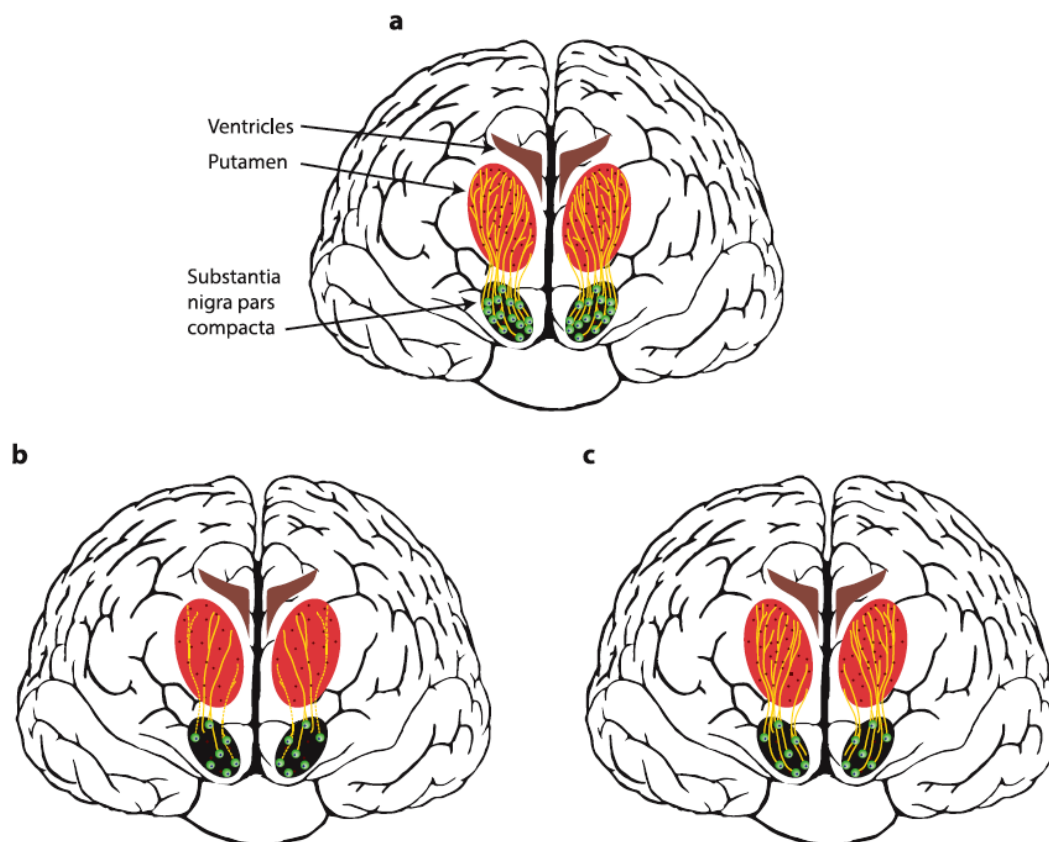 a
Ventricles
Putamen
Substantia
nigra pars
compacta
b
c